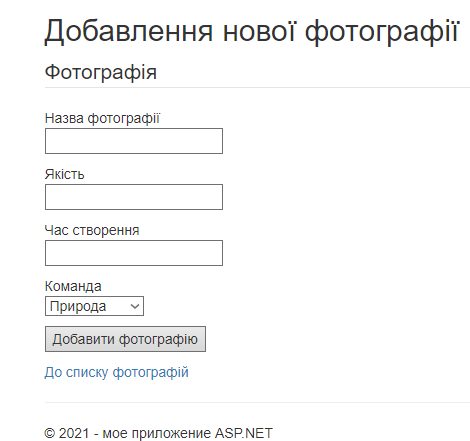 Добавлення нової фотографії
Фотографія
Назва фотографії
Якість
Час створення
Команда
Природа
Добавити фотографію
До списку фотографій
© 2021 - мое приложение ASP.NET